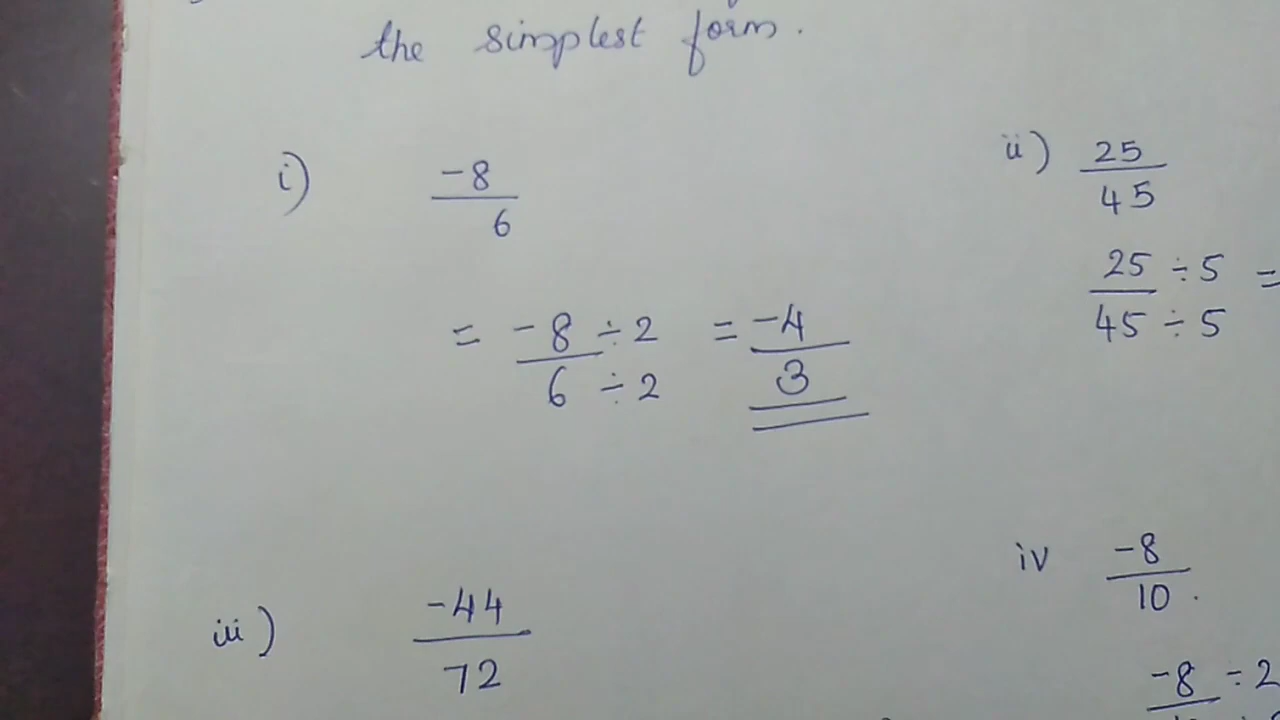 the simplest form.
i) -8/6
= -8 ÷ 2 / 6 ÷ 2 = -4/3
ii) 25/45
25 ÷ 5 / 45 ÷ 5 =
iii) -44/72
iv -8/10.
-8 ÷ 2